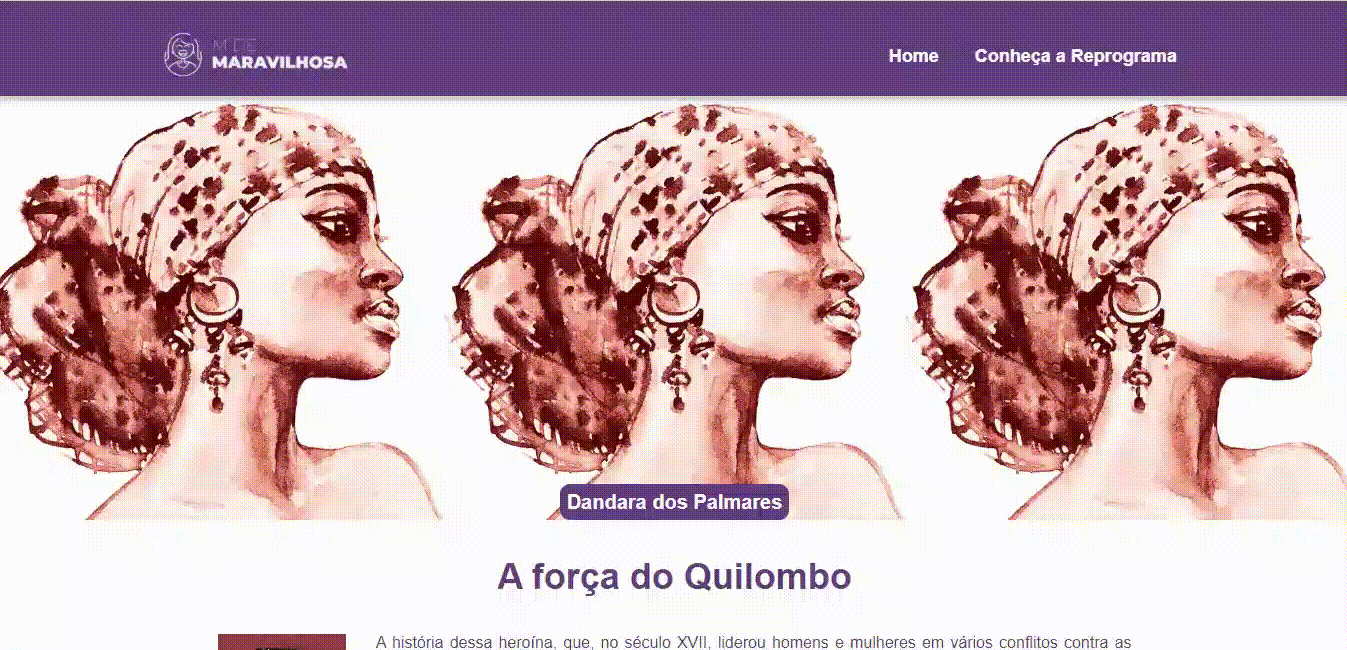 M DE
MARAVILHOSA
Home
Conheça a Reprograma
Dandara dos Palmares
A força do Quilombo
A história dessa heroína, que, no século XVII, liderou homens e mulheres em vários conflitos contra as